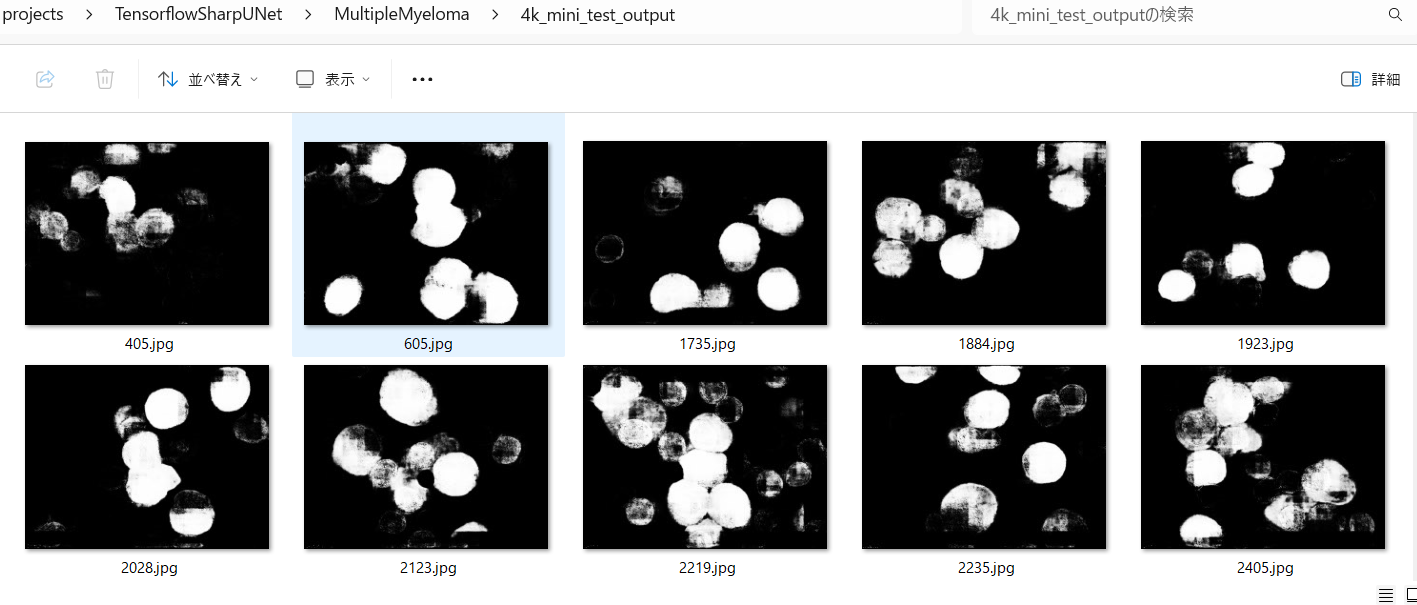 projects > TensorflowSharpUNet > MultipleMyeloma > 4k_mini_test_output
4k_mini_test_outputの検索
並べ替え
表示
詳細
405.jpg
605.jpg
1735.jpg
1884.jpg
1923.jpg
2028.jpg
2123.jpg
2219.jpg
2235.jpg
2405.jpg